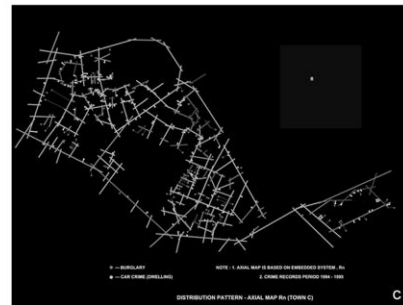 — BURGLARY NOTE : 1. AXIAL MAP IS BASED ON EMBEDDED SYSTEM , Rn
— CAR CRIME (DWELLING) 2. CRIME RECORDS PERIOD 1994 - 1995
DISTRIBUTION PATTERN - AXIAL MAP Rn (TOWN C)
C